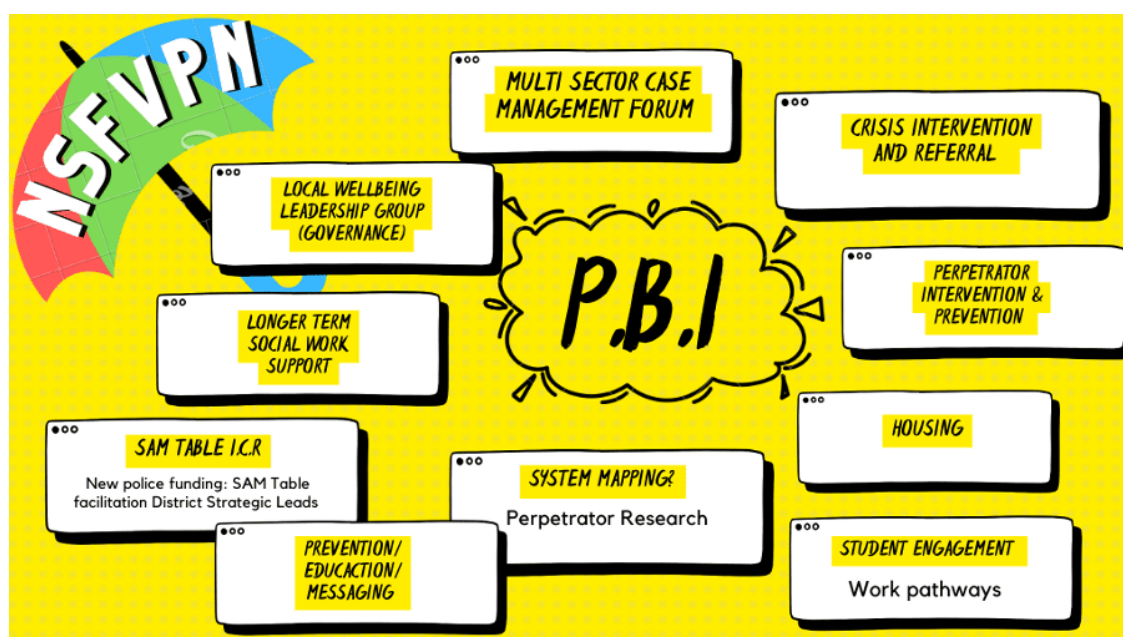 NSFVPN
MULTI SECTOR CASE
MANAGEMENT FORUM
CRISIS INTERVENTION
AND REFERRAL
LOCAL WELLBEING
LEADERSHIP GROUP
(GOVERNANCE)
P.B.I
PERPETRATOR
INTERVENTION &
PREVENTION
LONGER TERM
SOCIAL WORK
SUPPORT
HOUSING
SAM TABLE I.C.R
New police funding: SAM Table
facilitation District Strategic Leads
SYSTEM MAPPING?
Perpetrator Research
PREVENTION/
EDUCACTION/
MESSAGING
STUDENT ENGAGEMENT
Work pathways